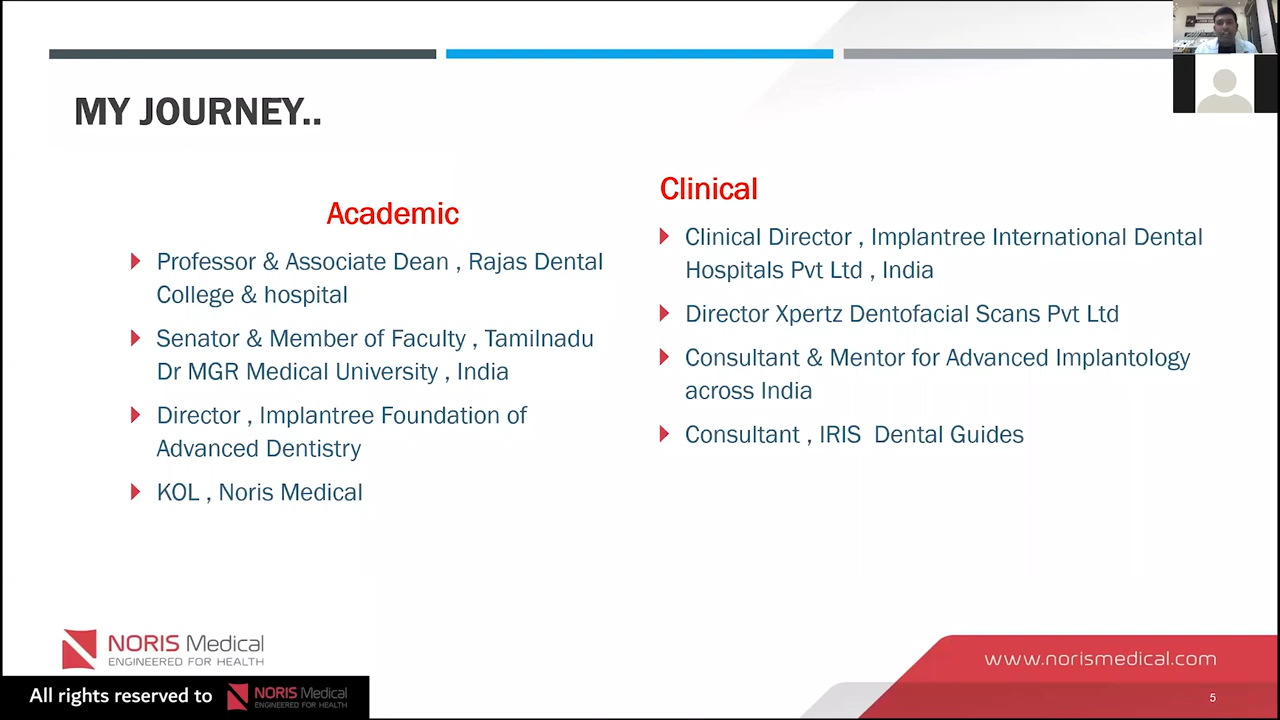 MY JOURNEY..
Academic
Professor & Associate Dean , Rajas Dental
College & hospital
Senator & Member of Faculty , Tamilnadu
Dr MGR Medical University , India
Director , Implantree Foundation of
Advanced Dentistry
KOL , Noris Medical
Clinical
Clinical Director , Implantree International Dental
Hospitals Pvt Ltd , India
Director Xpertz Dentofacial Scans Pvt Ltd
Consultant & Mentor for Advanced Implantology
across India
Consultant , IRIS Dental Guides
NORIS Medical
ENGINEERED FOR HEALTH
www.norismedical.com
All rights reserved to NORIS Medical
ENGINEERED FOR HEALTH
5